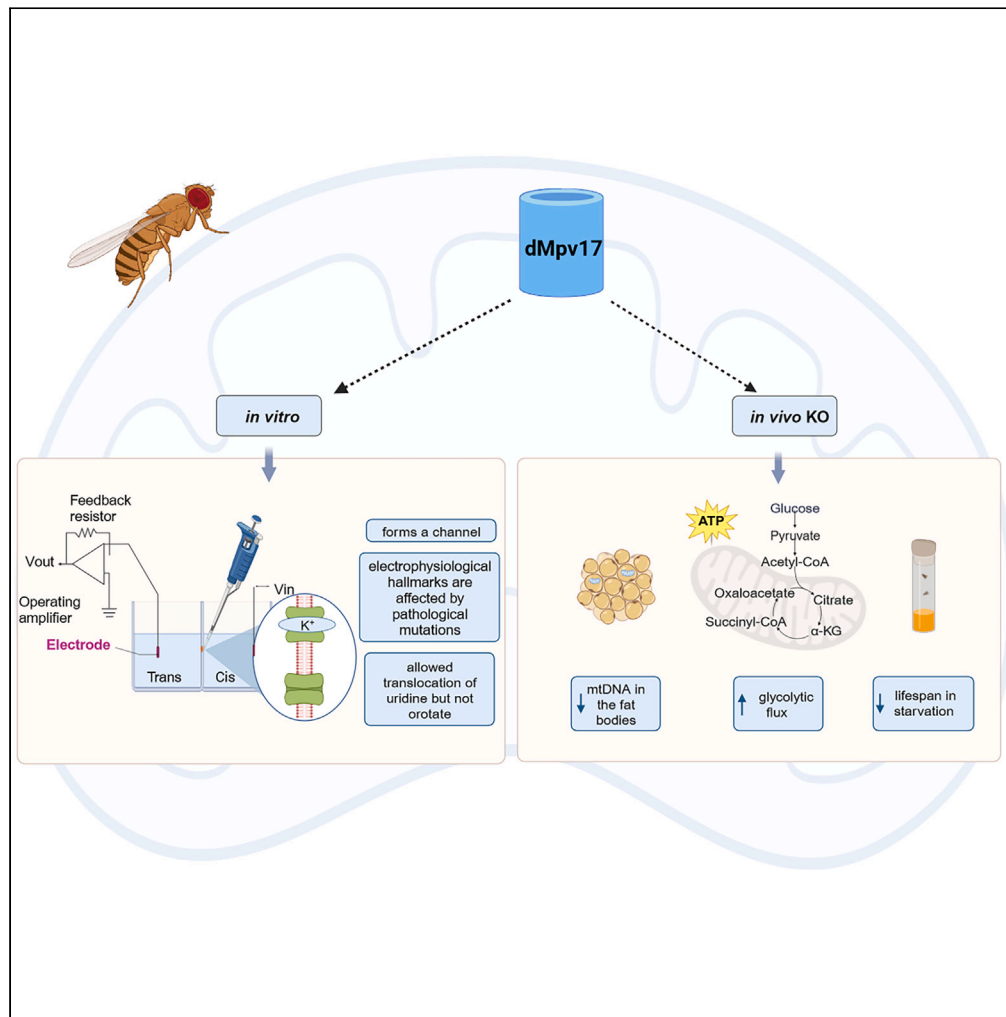 dMpv17
in vitro
in vivo KO
Feedback
resistor
Vout
Operating
amplifier
Electrode
Trans
Cis
Vin
K+
forms a channel
electrophysiological
hallmarks are
affected by
pathological
mutations
allowed
translocation of
uridine but not
orotate
ATP
Glucose
Pyruvate
Acetyl-CoA
Oxaloacetate
Citrate
Succinyl-CoA
α-KG
mtDNA in
the fat
bodies
glycolytic
flux
lifespan in
starvation